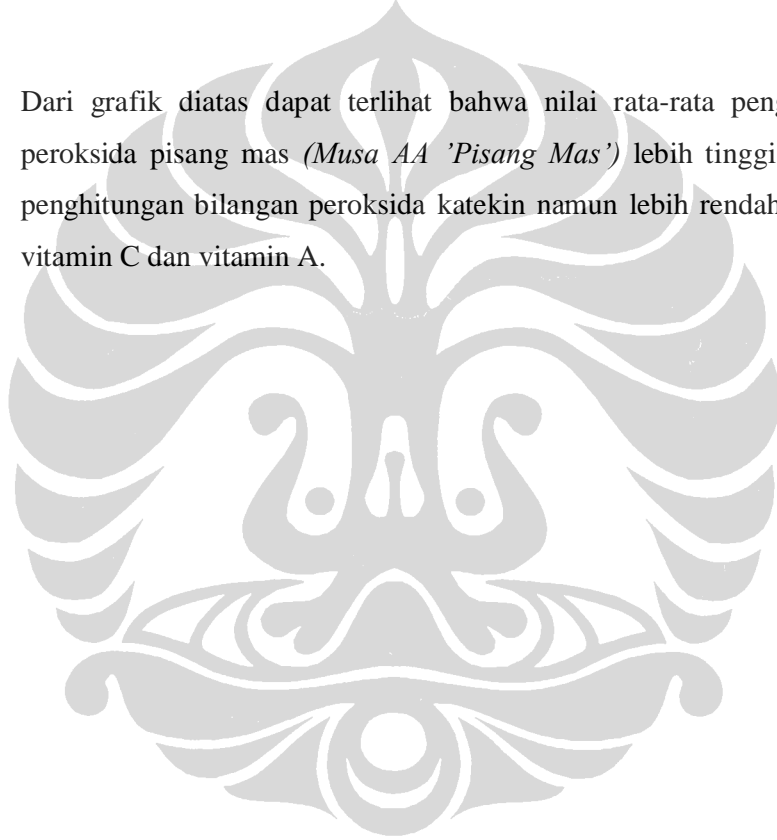 Dari grafik diatas dapat terlihat bahwa nilai rata-rata
peroksida pisang mas (Musa AA ’Pisang Mas’) lebih tinggi
penghitungan bilangan peroksida katekin namun lebih rendah
vitamin C dan vitamin A.